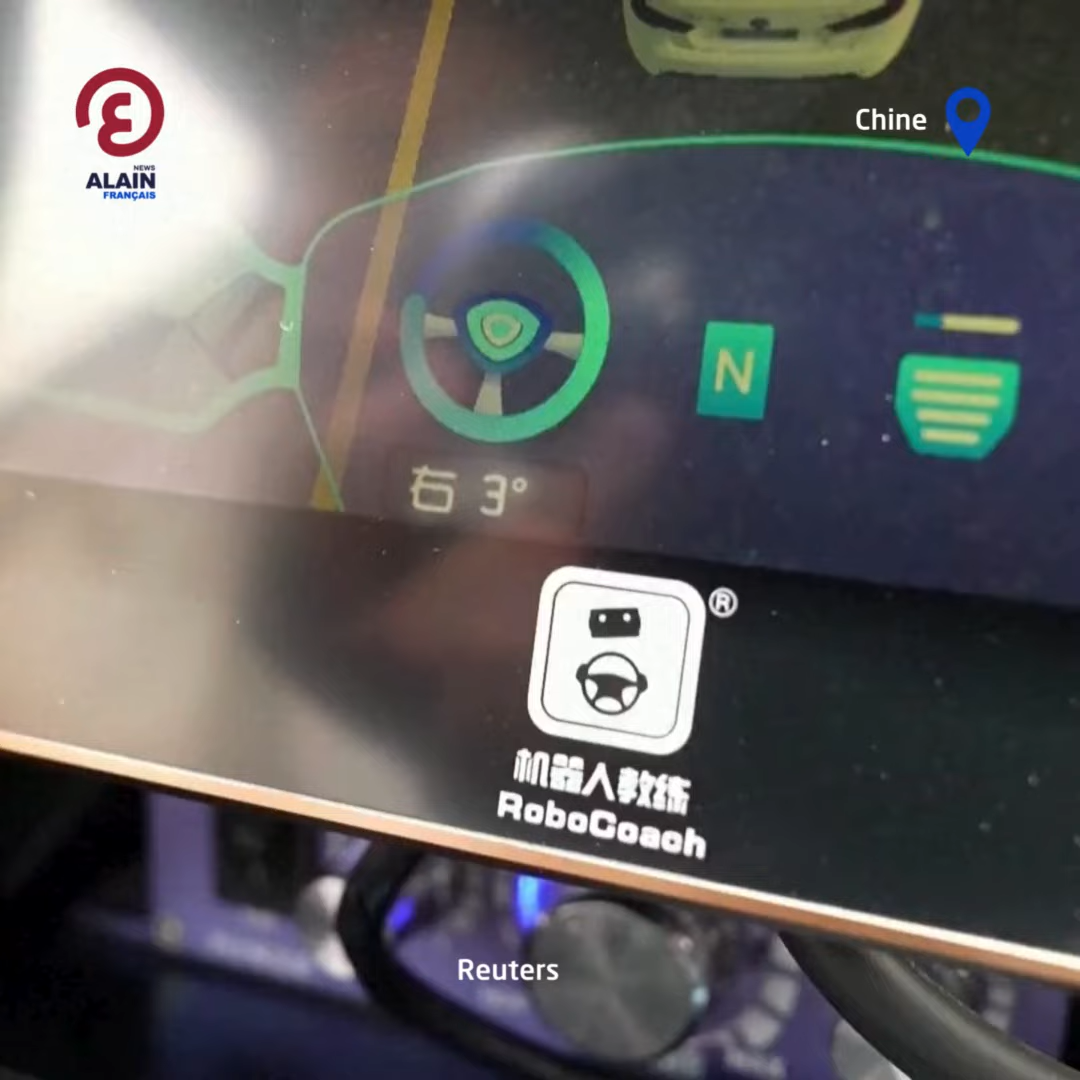 NEWS
ALAIN
FRANÇAIS
Chine
N
右 3°
®
机器人教练
RoboCoach
Reuters